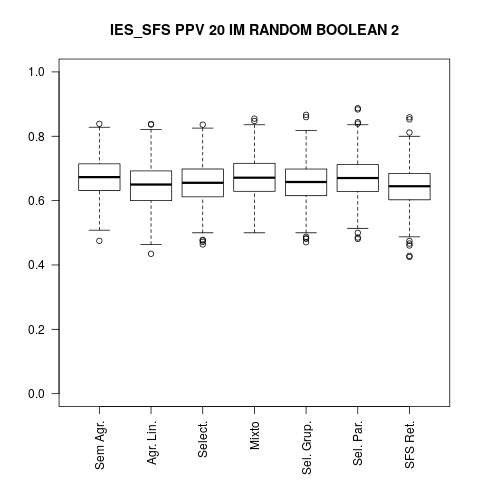 IES_SFS PPV 20 IM RANDOM BOOLEAN 2
1.0
0.8
0.6
0.4
0.2
0.0
Sem Agr.
Agr. Lin.
Select.
Mixto
Sel. Grup.
Sel. Par.
SFS Ret.